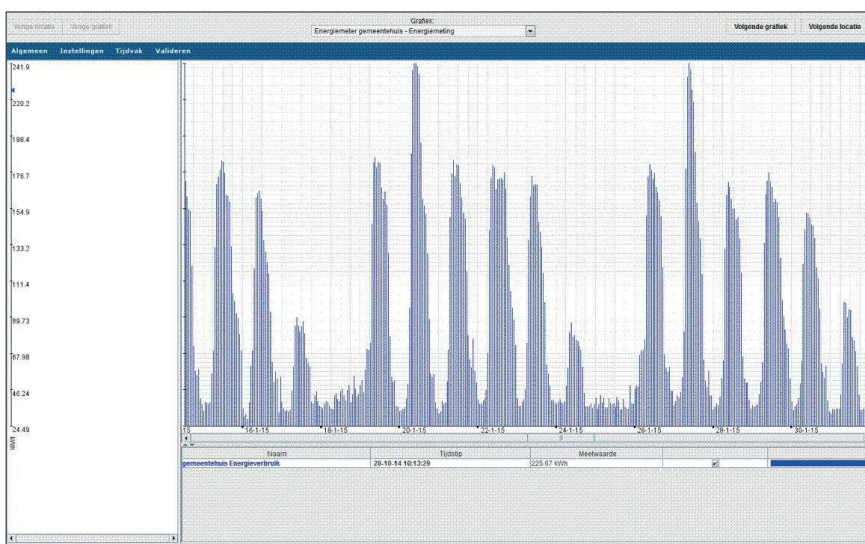 Vorige locatie Vorige grafiek
Grafiek:
Energiemeter gemeentehuis - Energiemeting
Volgende grafiek Volgende locatie
Algemeen Instellingen Tijdvak Valideren
241.9
220.2
198.4
176.7
154.9
133.2
111.4
89.73
67.98
46.24
24.49
kWh
15 16-1-15 18-1-15 20-1-15 22-1-15 24-1-15 26-1-15 28-1-15 30-1-15
Naam Tijdstip Meetwaarde
gemeentehuis Energieverbruik 28-10-14 10:13:29 225.67 kWh